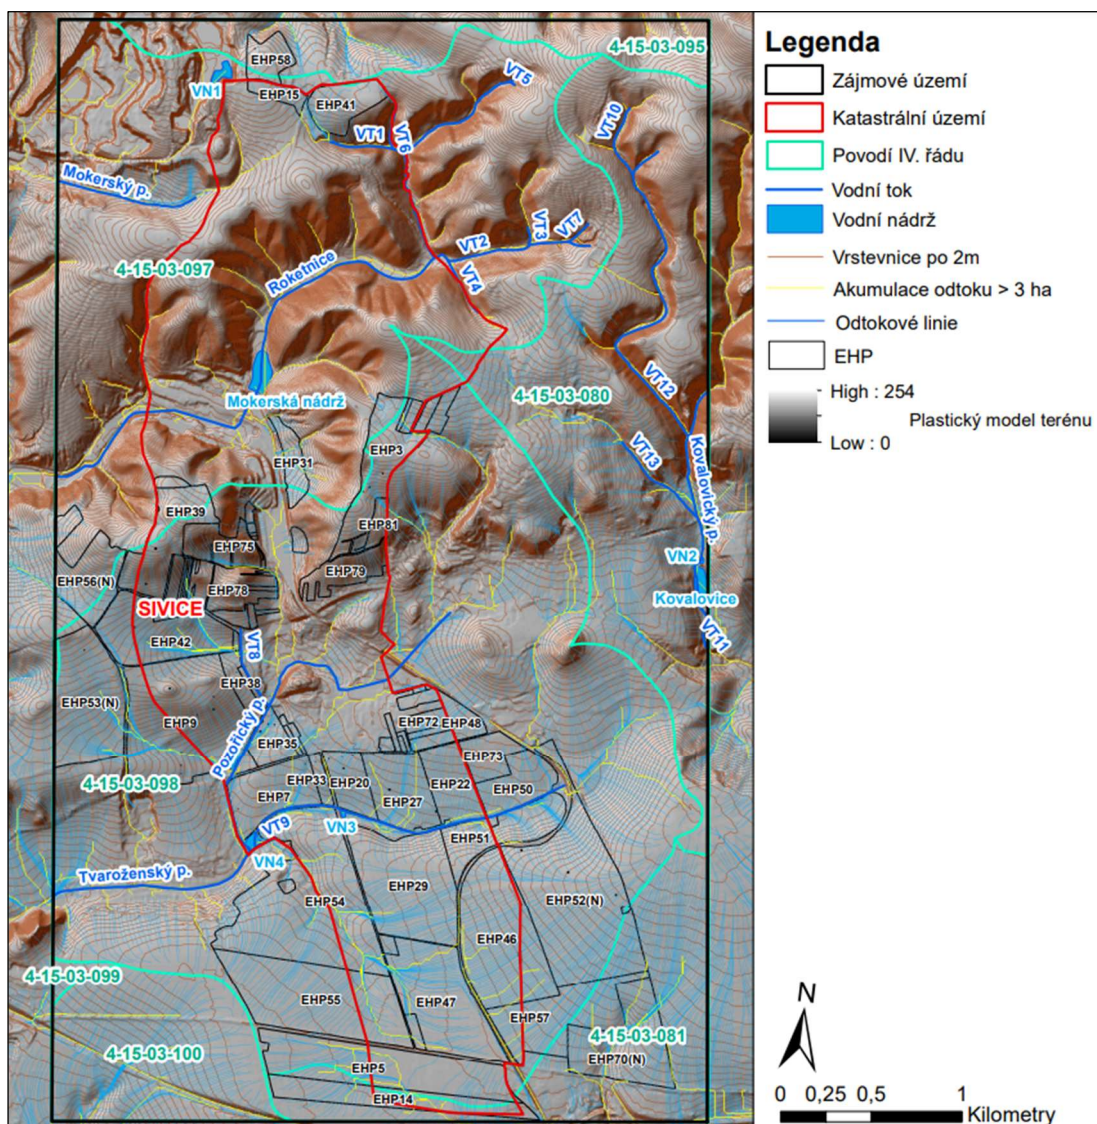 4-15-03-095
EHP58
VN1
EHP15
EHP41
VT5
VT1
VT6
VT10
Mokerský p.
VT7
VT3
VT2
VT4
4-15-03-097
Roketnice
Mokerská nádrž
4-15-03-080
VT12
Kovalovický p.
VT13
EHP31
EHP3
EHP39
EHP81
EHP75
EHP56(N)
EHP79
EHP78
VN2
Kovalovice
SIVICE
VT11
EHP42
VT8
EHP38
EHP53(N)
EHP9
Pozořický p.
EHP72
EHP48
EHP35
EHP73
4-15-03-098
EHP33
EHP20
EHP22
EHP50
EHP7
EHP27
VT9
VN3
EHP51
VN4
Tvaroženský p.
EHP29
EHP54
EHP52(N)
EHP46
4-15-03-099
EHP55
EHP47
EHP57
4-15-03-081
4-15-03-100
EHP70(N)
EHP5
EHP14
Legenda
Zájmové území
Katastrální území
Povodí IV. řádu
Vodní tok
Vodní nádrž
Vrstevnice po 2m
Akumulace odtoku > 3 ha
Odtokové linie
EHP
High : 254
Plastický model terénu
Low : 0
N
0 0,25 0,5 1
Kilometry